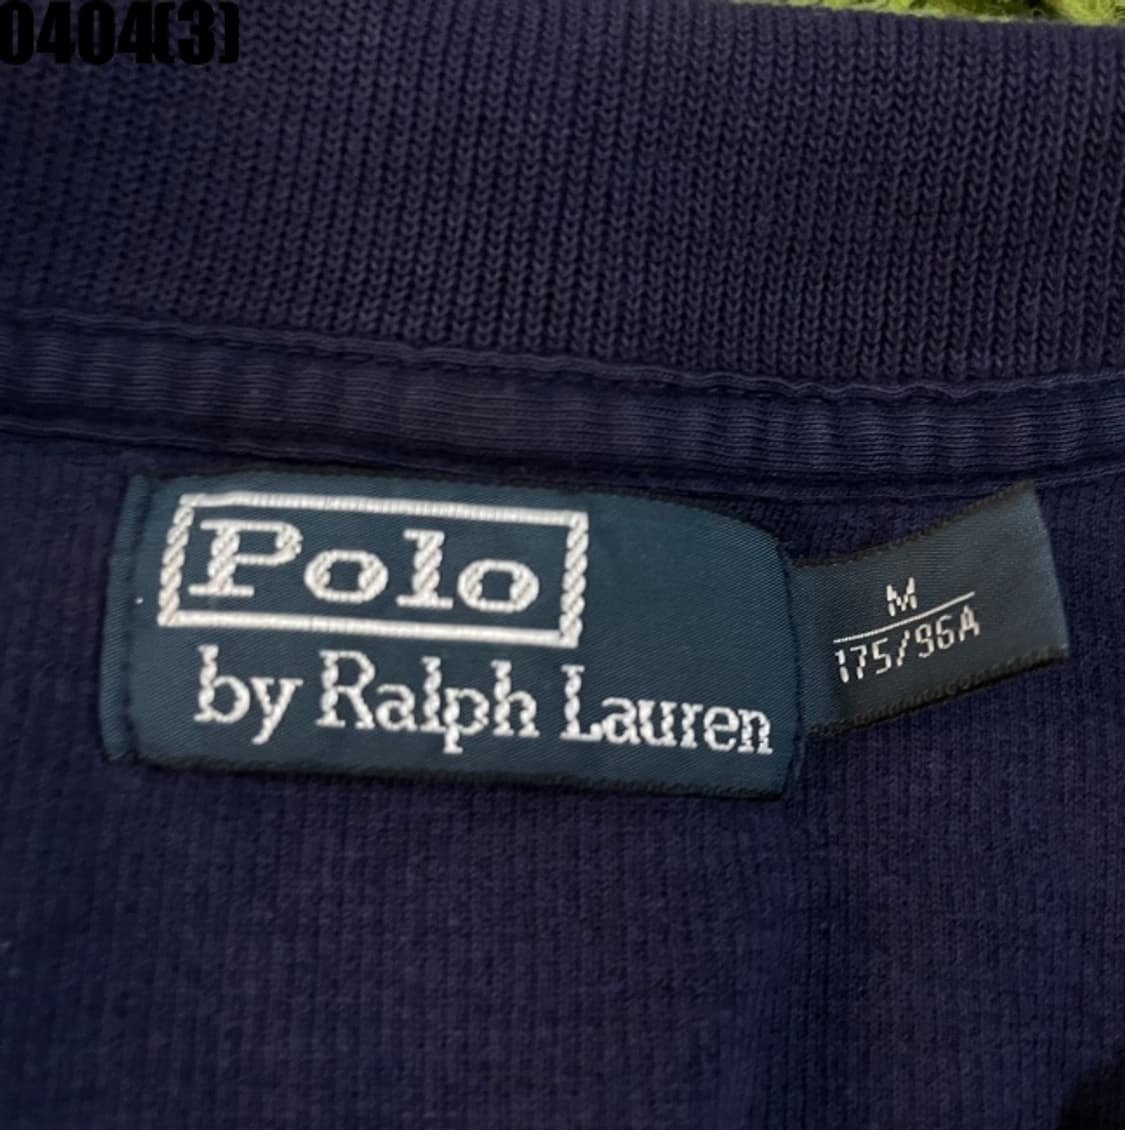 0404(3)
Polo
by Ralph Lauren
M
175/96A